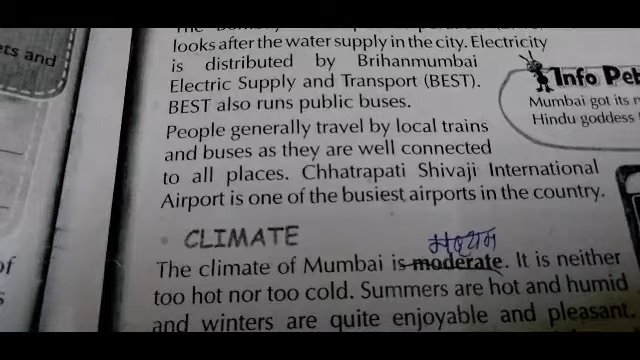 looks after the water supply in the city. Electricity
is distributed by Brihanmumbai
Electric Supply and Transport (BEST).
BEST also runs public buses.
People generally travel by local trains
and buses as they are well connected
to all places. Chhatrapati Shivaji International
Airport is one of the busiest airports in the country.
CLIMATE
The climate of Mumbai is moderate. It is neither
too hot nor too cold. Summers are hot and humid
and winters are quite enjoyable and pleasant.
ets and
of
s
Info Pet
Mumbai got its n
Hindu goddess